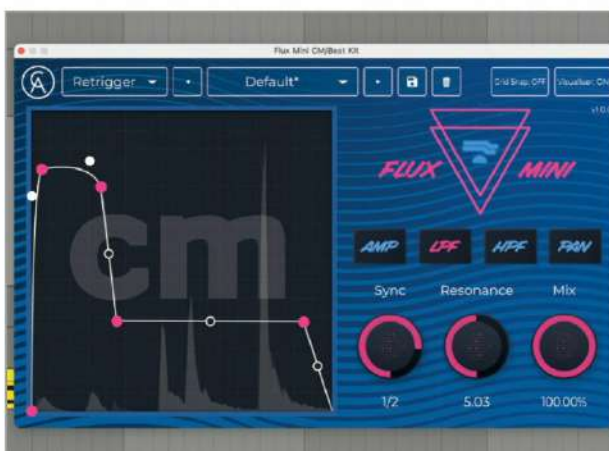 Flux Mini CM/Beat Kit
Retrigger
Default*
Grid Snap: OFF
Visualiser: ON
v1.0.
FLUX MINI
cm
AMP LPF HPF PAN
Sync Resonance Mix
1/2 5.03 100.00%